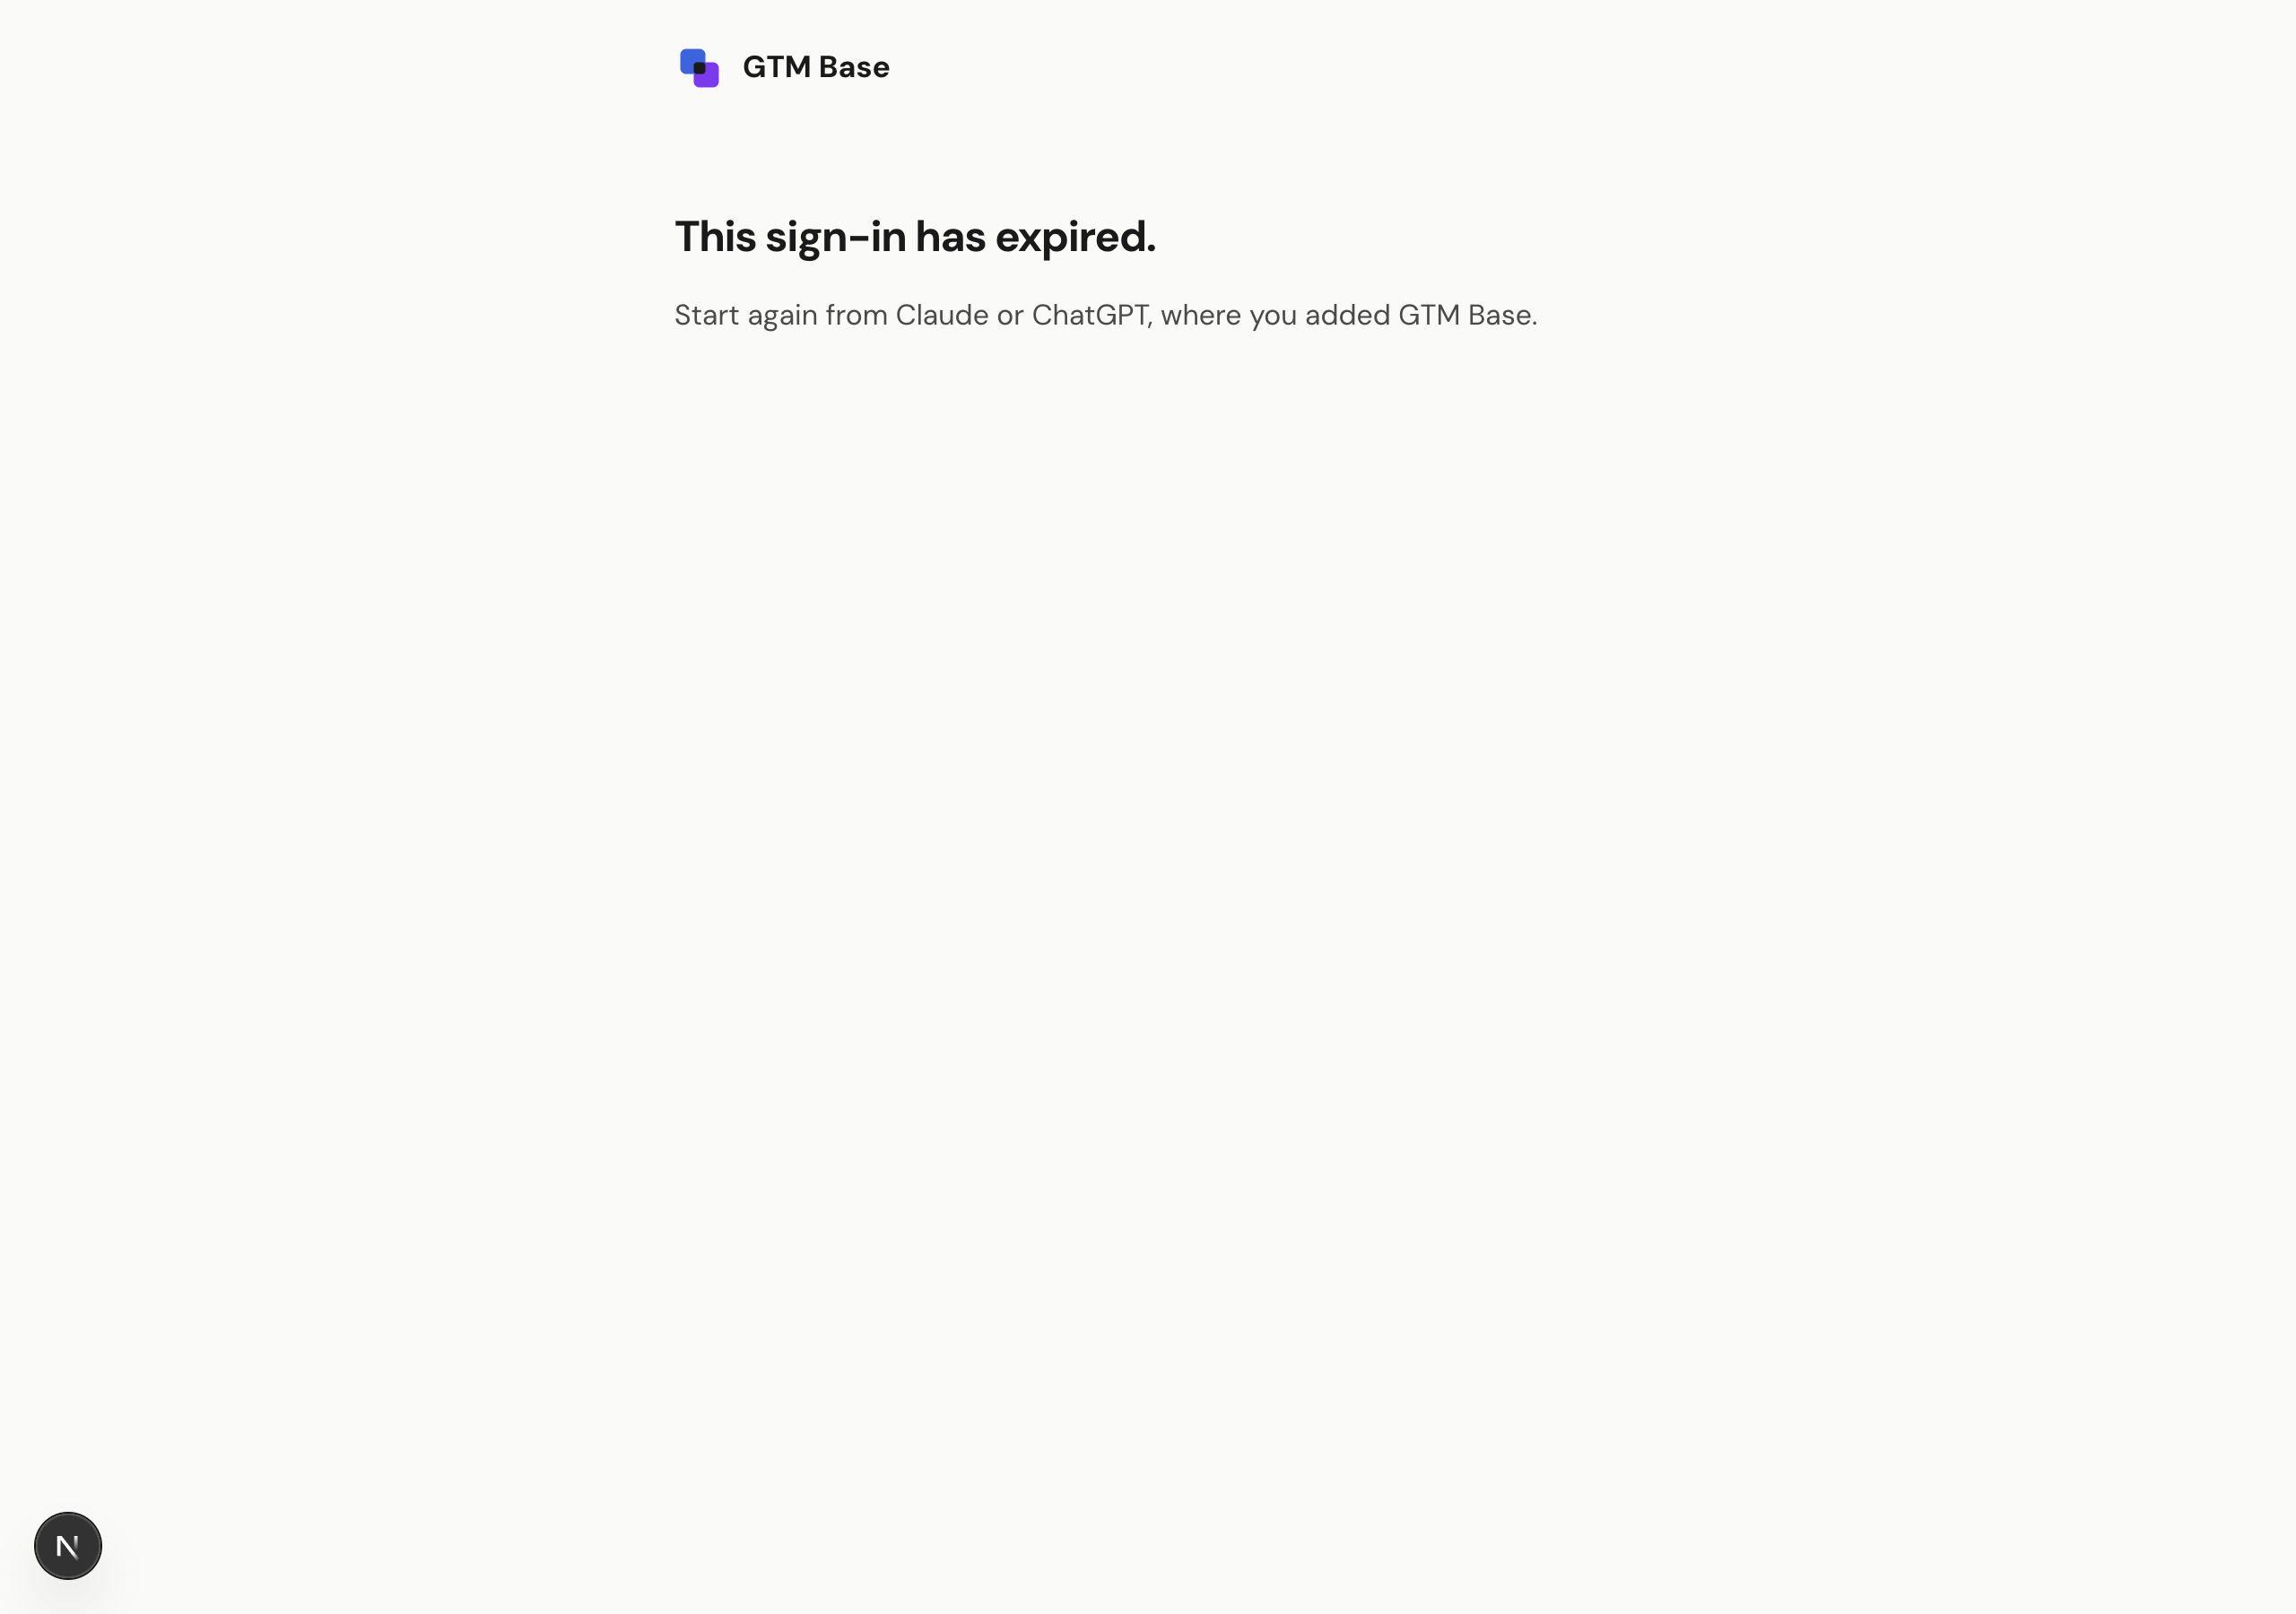 GTM Base
This sign-in has expired.
Start again from Claude or ChatGPT, where you added GTM Base.
N